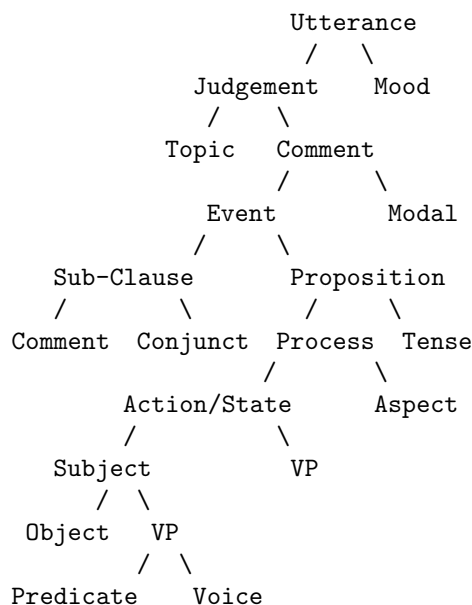 Utterance
/ \
Judgement Mood
/ \
Topic Comment
/ \
Event Modal
/ \
Sub-Clause Proposition
/ \ / \
Comment Conjunct Process Tense
/ \
Action/State Aspect
/ \
Subject VP
/ \
Object VP
/ \
Predicate Voice